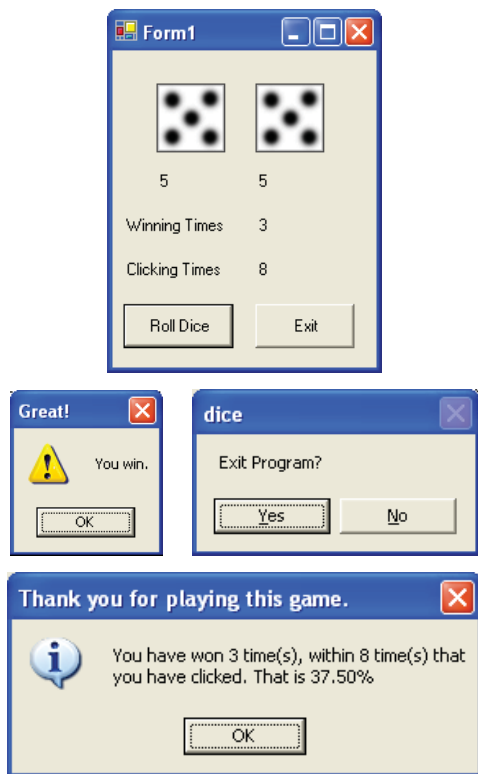 Form1
5 5
Winning Times 3
Clicking Times 8
Roll Dice Exit
Great!
You win.
OK
dice
Exit Program?
Yes No
Thank you for playing this game.
You have won 3 time(s), within 8 time(s) that
you have clicked. That is 37.50%
OK